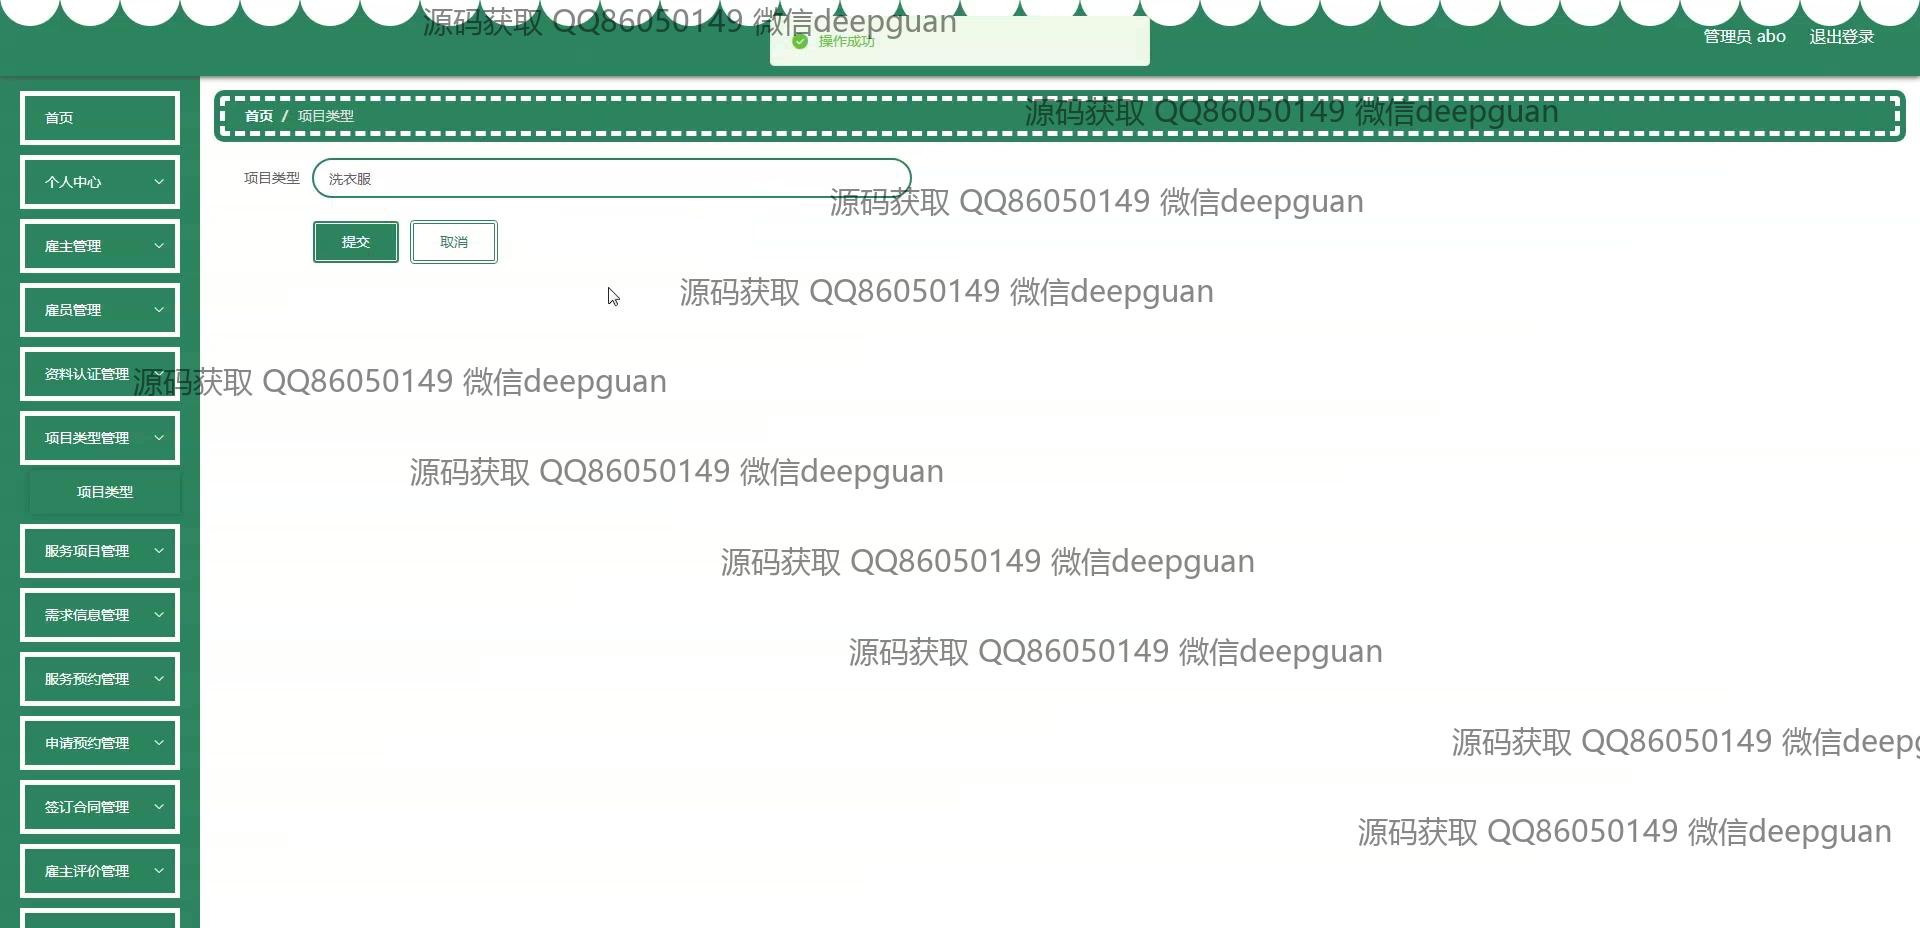 源码获取 QQ86050149 微信deepguan
操作成功
管理员 abo 退出登录
首页
首页 / 项目类型
源码获取 QQ86050149 微信deepguan
个人中心
项目类型 洗衣服
源码获取 QQ86050149 微信deepguan
雇主管理
提交 取消
雇员管理
源码获取 QQ86050149 微信deepguan
资料认证管理
源码获取 QQ86050149 微信deepguan
项目类型管理
源码获取 QQ86050149 微信deepguan
项目类型
服务项目管理
源码获取 QQ86050149 微信deepguan
需求信息管理
源码获取 QQ86050149 微信deepguan
服务预约管理
申请预约管理
源码获取 QQ86050149 微信deepg
签订合同管理
源码获取 QQ86050149 微信deepguan
雇主评价管理